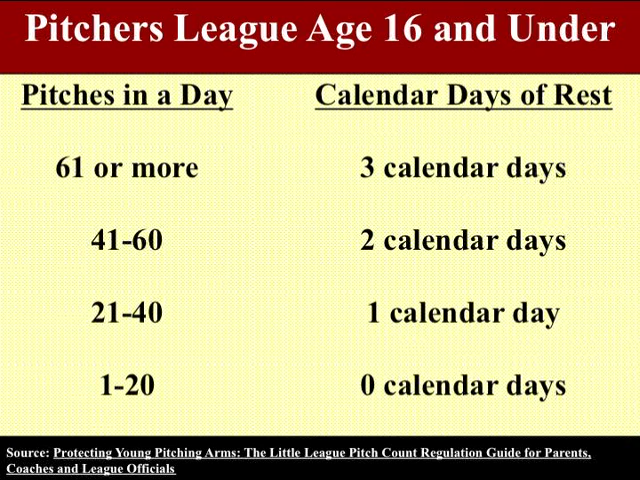 Pitchers League Age 16 and Under
Pitches in a Day Calendar Days of Rest
61 or more 3 calendar days
41-60 2 calendar days
21-40 1 calendar day
1-20 0 calendar days
Source: Protecting Young Pitching Arms: The Little League Pitch Count Regulation Guide for Parents,
Coaches and League Officials